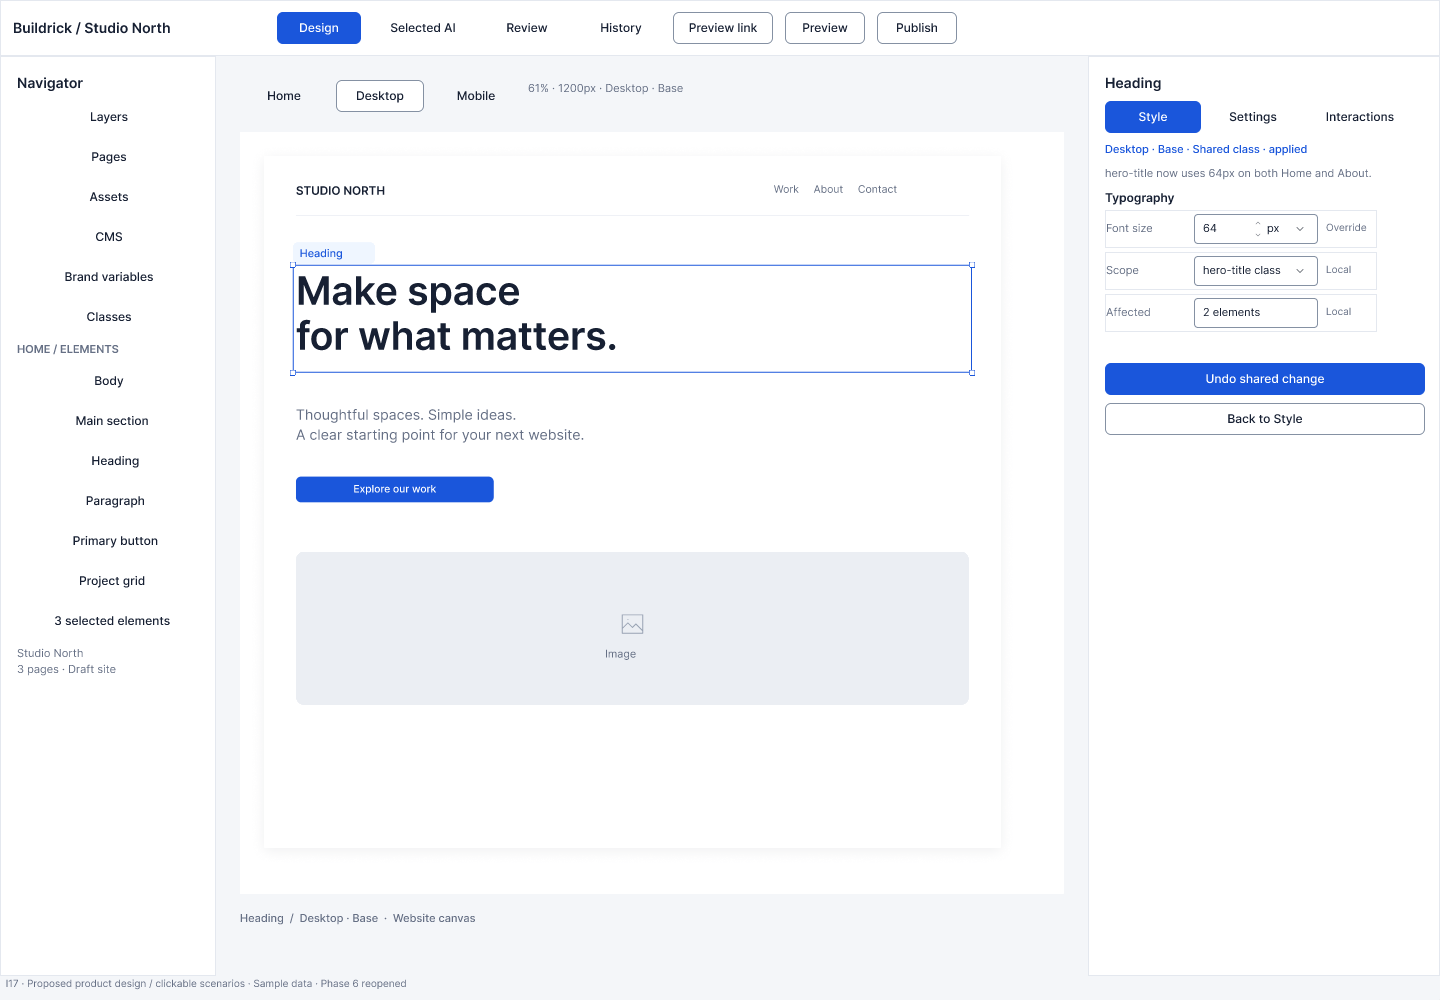 Buildrick / Studio North
Design
Selected AI
Review
History
Preview link
Preview
Publish
Navigator
Layers
Pages
Assets
CMS
Brand variables
Classes
HOME / ELEMENTS
Body
Main section
Heading
Paragraph
Primary button
Project grid
3 selected elements
Studio North
3 pages · Draft site
Home
Desktop
Mobile
61% · 1200px · Desktop · Base
STUDIO NORTH
Work
About
Contact
Heading
Make space
for what matters.
Thoughtful spaces. Simple ideas.
A clear starting point for your next website.
Explore our work
Image
Heading / Desktop · Base · Website canvas
Heading
Style
Settings
Interactions
Desktop · Base · Shared class · applied
hero-title now uses 64px on both Home and About.
Typography
Font size
64
px
Override
Scope
hero-title class
Local
Affected
2 elements
Local
Undo shared change
Back to Style
I17 · Proposed product design / clickable scenarios · Sample data · Phase 6 reopened